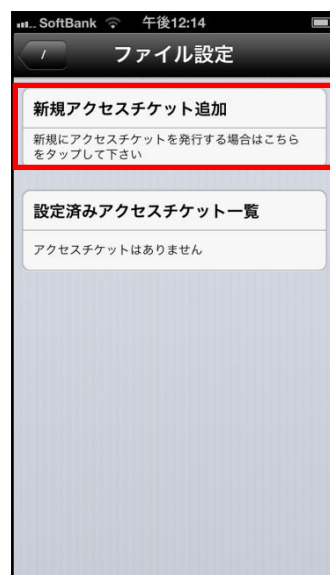 SoftBank 午後12:14
/ ファイル設定
新規アクセスチケット追加
新規にアクセスチケットを発行する場合はこちら
をタップして下さい
設定済みアクセスチケット一覧
アクセスチケットはありません